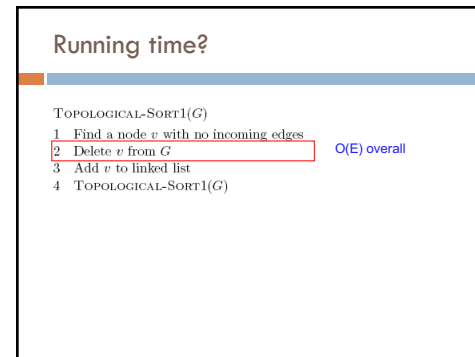 Running time?
TOPOLOGICAL-SORT1(G)
1 Find a node v with no incoming edges
2 Delete v from G
O(E) overall
3 Add v to linked list
4 TOPOLOGICAL-SORT1(G)